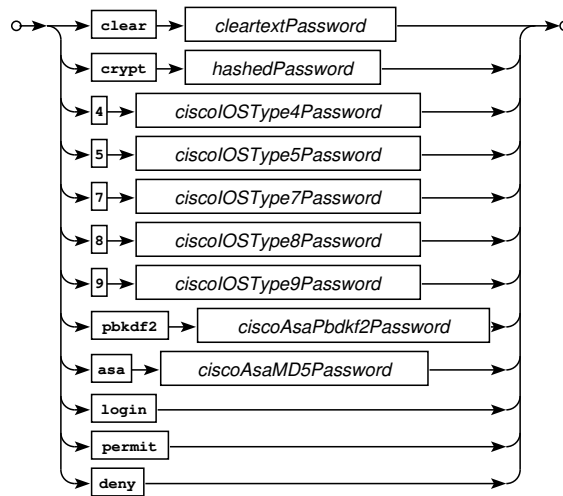 clear cleartextPassword
crypt hashedPassword
4 ciscoIOSType4Password
5 ciscoIOSType5Password
7 ciscoIOSType7Password
8 ciscoIOSType8Password
9 ciscoIOSType9Password
pbkdf2 ciscoAsaPbdkf2Password
asa ciscoAsaMD5Password
login
permit
deny